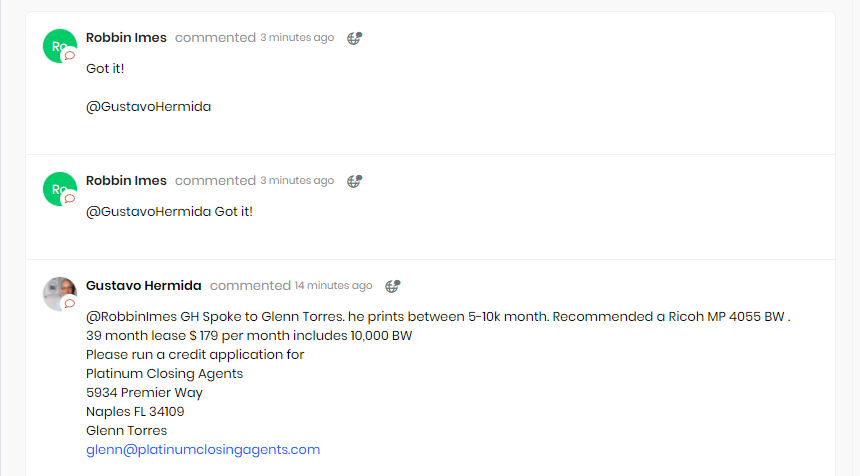 Ro
Robbin Imes commented 3 minutes ago
Got it!
@GustavoHermida
Ro
Robbin Imes commented 3 minutes ago
@GustavoHermida Got it!
Gustavo Hermida commented 14 minutes ago
@RobbinImes GH Spoke to Glenn Torres. he prints between 5-10k month. Recommended a Ricoh MP 4055 BW .
39 month lease $ 179 per month includes 10,000 BW
Please run a credit application for
Platinum Closing Agents
5934 Premier Way
Naples FL 34109
Glenn Torres
glenn@platinumclosingagents.com